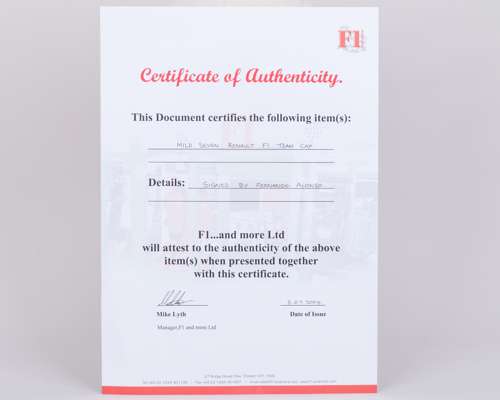 F1
Certificate of Authenticity.
This Document certifies the following item(s):
MILD SEVEN RENAULT F1 TEAM CAP
Details: SIGNED BY FERNANDO ALONSO
F1...and more Ltd
will attest to the authenticity of the above
item(s) when presented together
with this certificate.
Mike Lyth Date of Issue
Manager,F1 and more Ltd